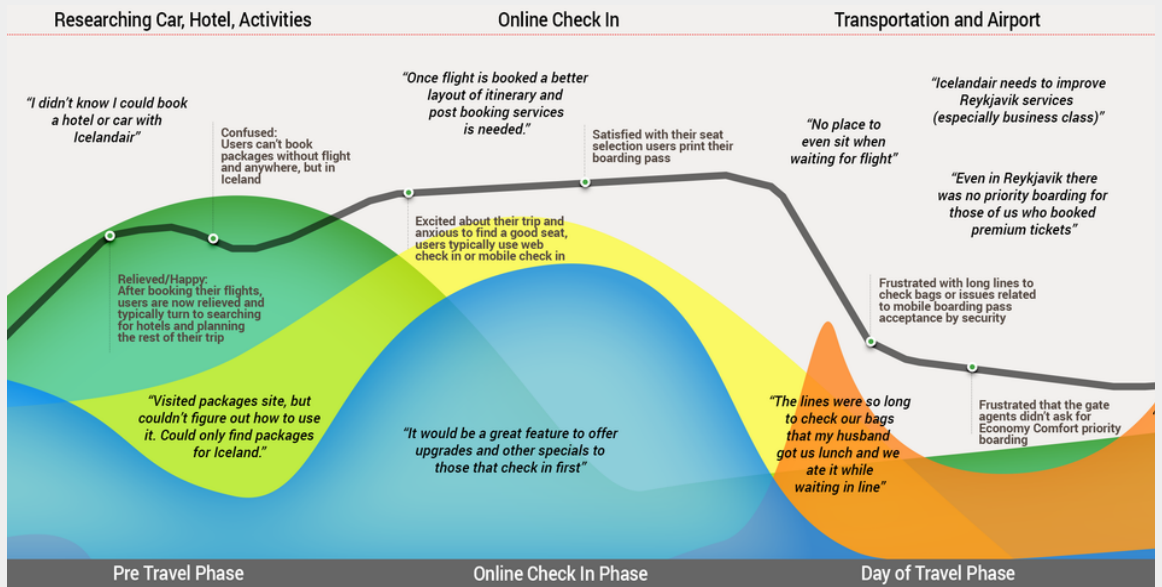 Researching Car, Hotel, Activities
Online Check In
Transportation and Airport
“I didn’t know I could book
a hotel or car with
Icelandair”
Confused:
Users can’t book
packages without flight
and anywhere, but in
Iceland
Relieved/Happy:
After booking their flights,
users are now relieved and
typically turn to searching
for hotels and planning
the rest of their trip
“Visited packages site, but
couldn’t figure out how to use
it. Could only find packages
for Iceland.”
“Once flight is booked a better
layout of itinerary and
post booking services
is needed.”
Satisfied with their seat
selection users print their
boarding pass
Excited about their trip and
anxious to find a good seat,
users typically use web
check in or mobile check in
“It would be a great feature to offer
upgrades and other specials to
those that check in first”
“Icelandair needs to improve
Reykjavik services
(especially business class)”
“No place to
even sit when
waiting for flight”
“Even in Reykjavik there
was no priority boarding for
those of us who booked
premium tickets”
Frustrated with long lines to
check bags or issues related
to mobile boarding pass
acceptance by security
“The lines were so long
to check our bags
that my husband
got us lunch and we
ate it while
waiting in line”
Frustrated that the gate
agents didn’t ask for
Economy Comfort priority
boarding
Pre Travel Phase
Online Check In Phase
Day of Travel Phase